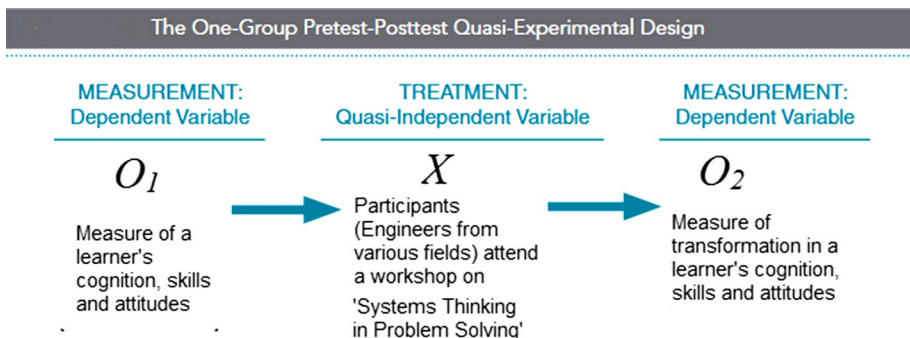 The One-Group Pretest-Posttest Quasi-Experimental Design
MEASUREMENT:
Dependent Variable
O1
Measure of a
learner's
cognition, skills
and attitudes
TREATMENT:
Quasi-Independent Variable
X
Participants
(Engineers from
various fields) attend
a workshop on
'Systems Thinking
in Problem Solving'
MEASUREMENT:
Dependent Variable
O2
Measure of
transformation in a
learner's cognition,
skills and attitudes